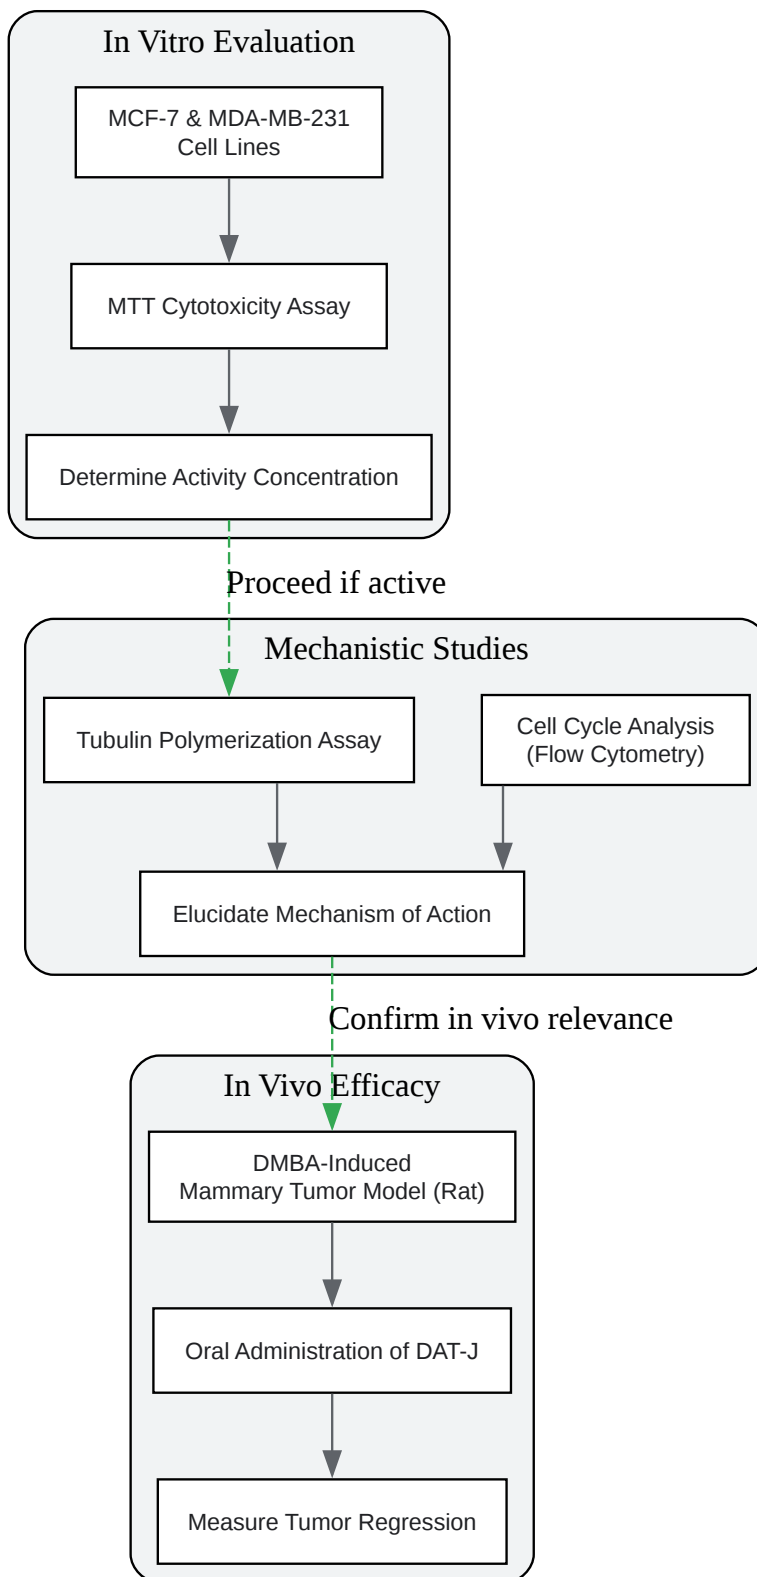 In Vitro Evaluation
MCF-7 & MDA-MB-231
Cell Lines
MTT Cytotoxicity Assay
Determine Activity Concentration
Proceed if active
Mechanistic Studies
Tubulin Polymerization Assay
Cell Cycle Analysis
(Flow Cytometry)
Elucidate Mechanism of Action
Confirm in vivo relevance
In Vivo Efficacy
DMBA-Induced
Mammary Tumor Model (Rat)
Oral Administration of DAT-J
Measure Tumor Regression